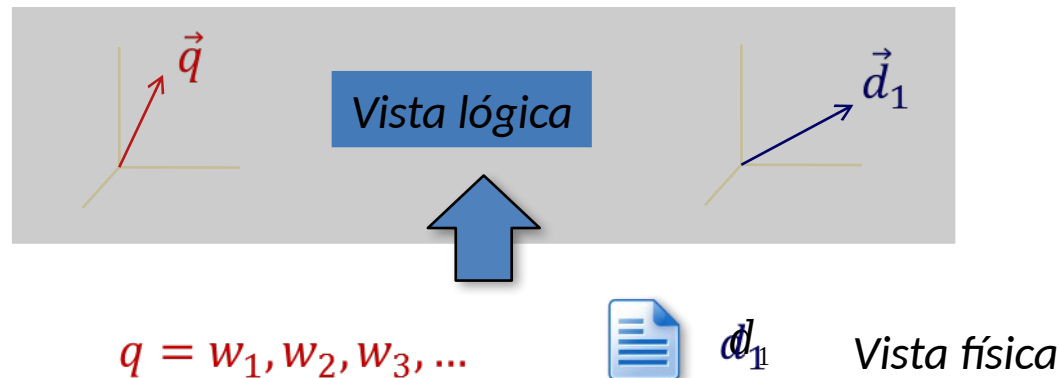 q⃗
Vista lógica
d⃗₁
q = w₁, w₂, w₃, …
d₁
Vista física